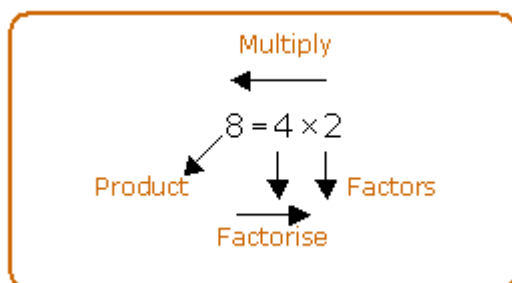 Multiply
8 = 4 × 2
Product
Factors
Factorise